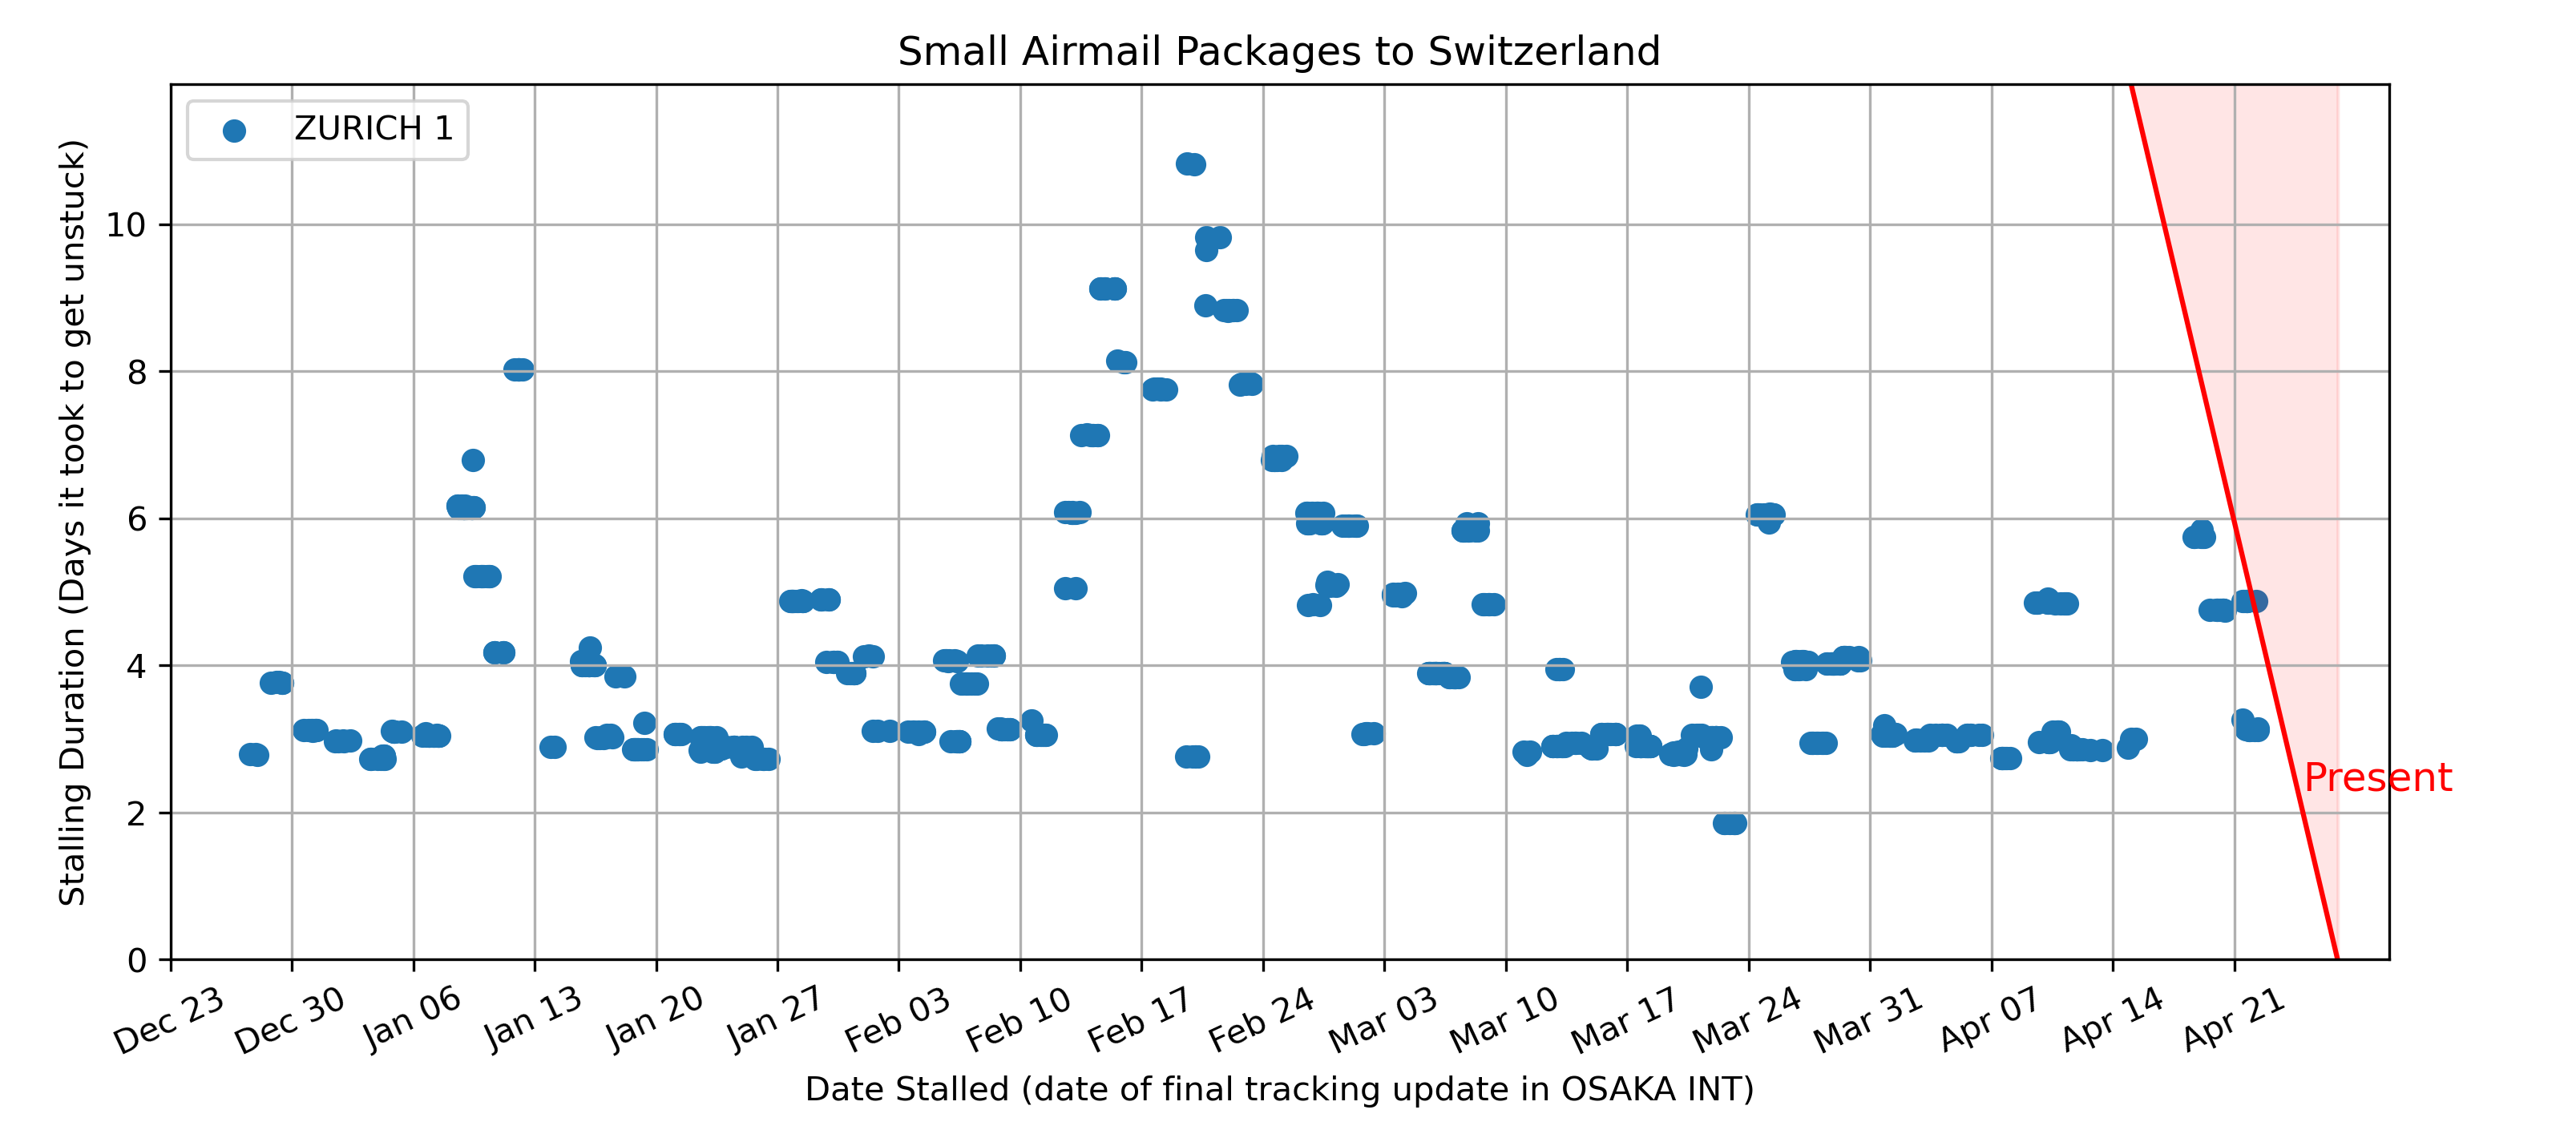 Small Airmail Packages to Switzerland
ZURICH 1
Stalling Duration (Days it took to get unstuck)
10
8
6
4
2
0
Present
Dec 23
Dec 30
Jan 06
Jan 13
Jan 20
Jan 27
Feb 03
Feb 10
Feb 17
Feb 24
Mar 03
Mar 10
Mar 17
Mar 24
Mar 31
Apr 07
Apr 14
Apr 21
Date Stalled (date of final tracking update in OSAKA INT)